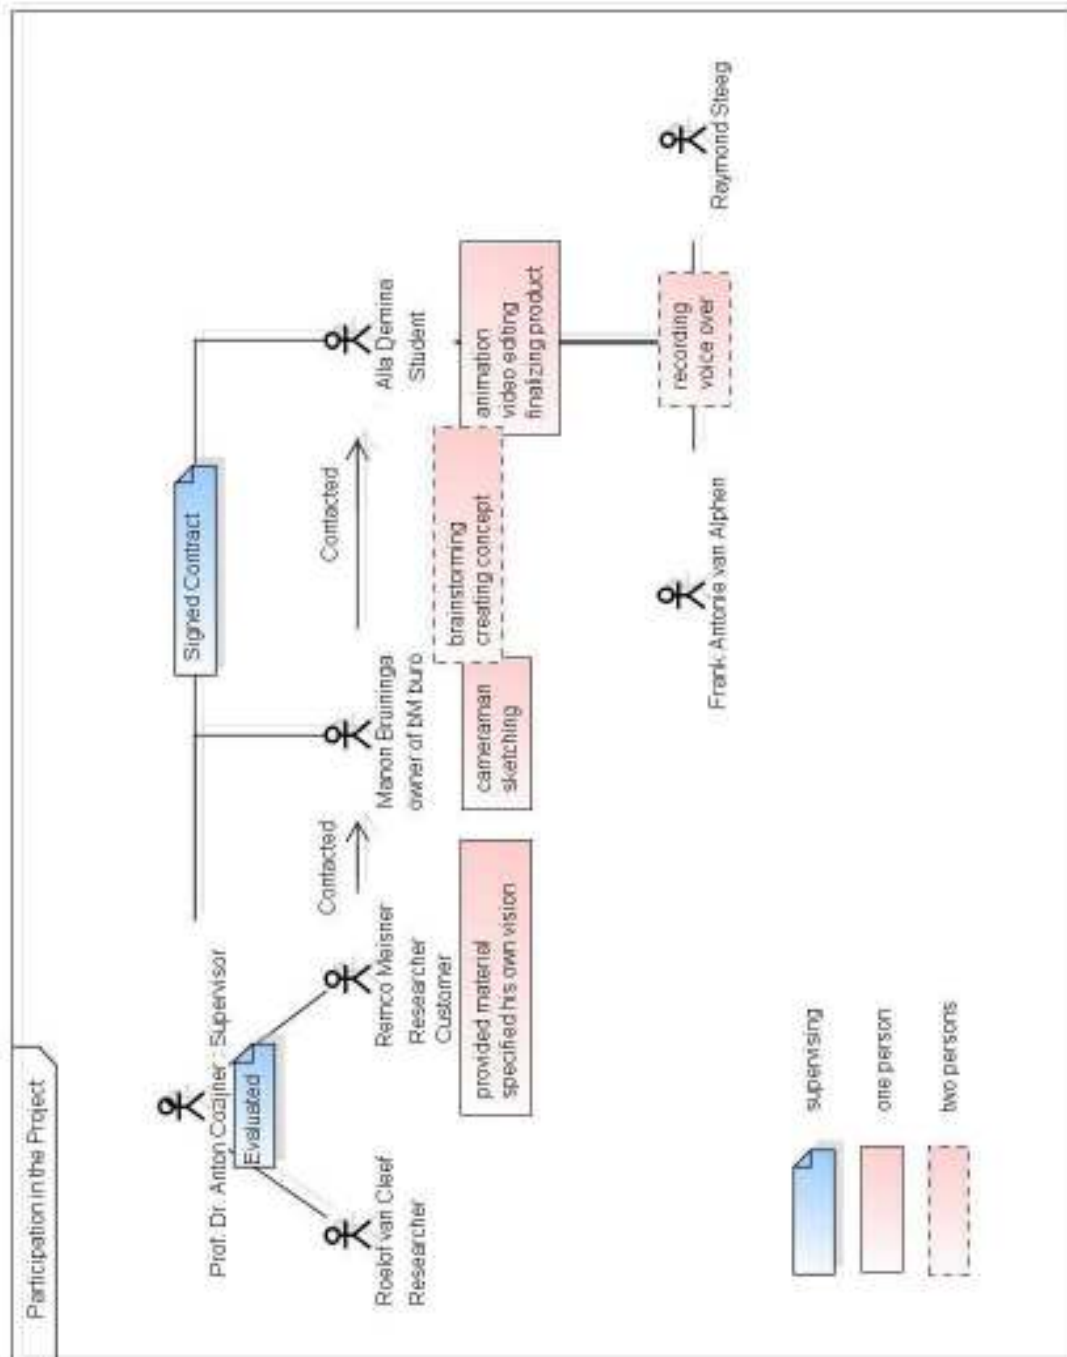 Participation in the Project
Prof. Dr. Anton Cozijner : Supervisor
Evaluated
Signed Contract
Roelof van Cleef
Researcher
Remco Meisner
Researcher
Customer
Contacted
Manon Bruininga
owner of bM buro
Contacted
Alla Demina
Student
provided material
specified his own vision
cameraman
sketching
brainstorming
creating concept
animation
video editing
finalizing product
Frank Antonie van Alphen
recording
voice over
Raymond Steeg
supervising
one person
two persons